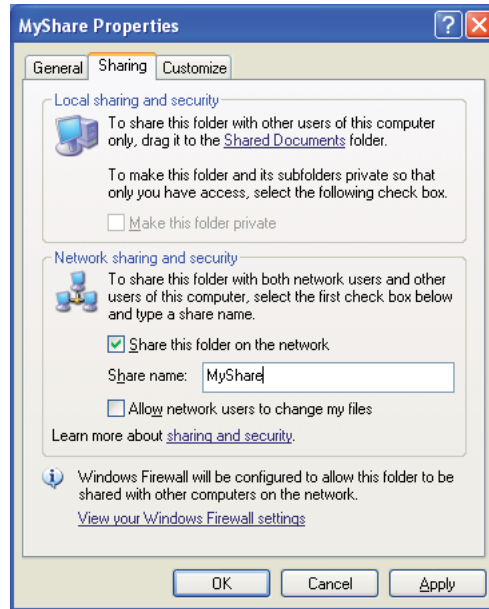 MyShare Properties
General Sharing Customize
Local sharing and security
To share this folder with other users of this computer
only, drag it to the Shared Documents folder.
To make this folder and its subfolders private so that
only you have access, select the following check box.
Make this folder private
Network sharing and security
To share this folder with both network users and other
users of this computer, select the first check box below
and type a share name.
Share this folder on the network
Share name: MyShare
Allow network users to change my files
Learn more about sharing and security.
Windows Firewall will be configured to allow this folder to be
shared with other computers on the network.
View your Windows Firewall settings
OK Cancel Apply